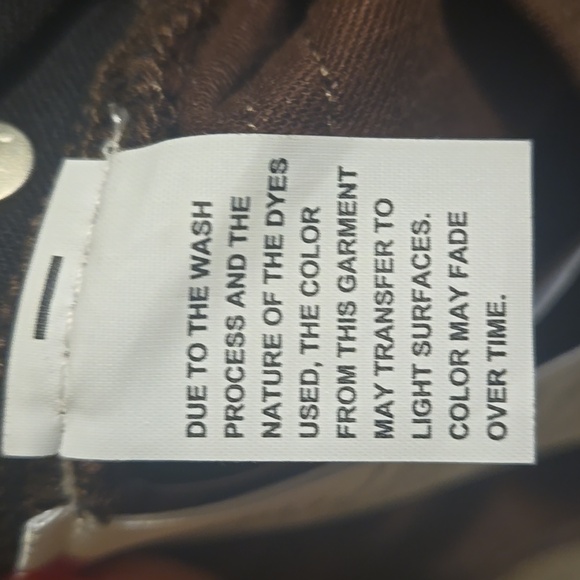 DUE TO THE WASH
PROCESS AND THE
NATURE OF THE DYES
USED, THE COLOR
FROM THIS GARMENT
MAY TRANSFER TO
LIGHT SURFACES.
COLOR MAY FADE
OVER TIME.